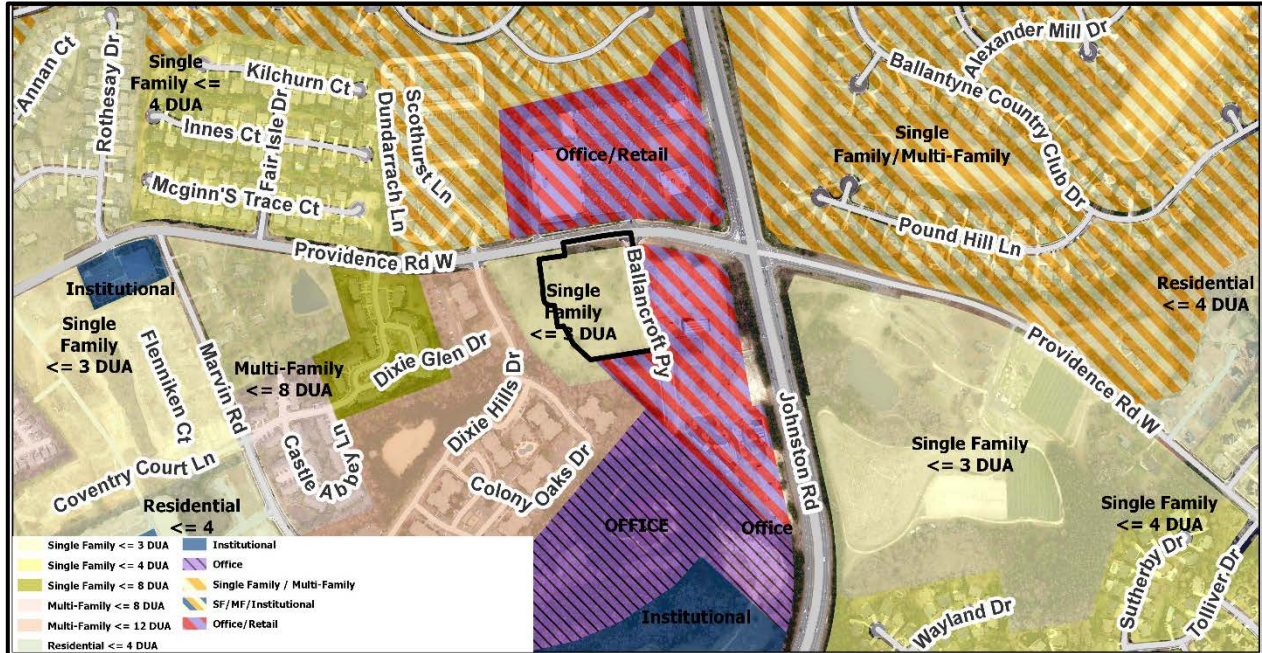 Annan Ct
Rothesay Dr
Single
Family <=
4 DUA
Kilchurn Ct
Innes Ct
Fair Isle Dr
Mcginn'S Trace Ct
Dundarrach Ln
Scothurst Ln
Office/Retail
Alexander Mill Dr
Ballantyne Country Club Dr
Single
Family/Multi-Family
Pound Hill Ln
Residential
<= 4 DUA
Providence Rd W
Institutional
Single
Family
<= 3 DUA
Flenniken Ct
Marvin Rd
Coventry Court Ln
Residential
<= 4
Multi-Family
<= 8 DUA
Castle Abbey Ln
Dixie Glen Dr
Dixie Hills Dr
Colony Oaks Dr
Single
Family
<= 3 DUA
Ballancroft Py
Johnston Rd
OFFICE
Office
Institutional
Single Family
<= 3 DUA
Providence Rd W
Single Family
<= 4 DUA
Sutherby Dr
Tolliver Dr
Wayland Dr
Single Family <= 3 DUA
Single Family <= 4 DUA
Single Family <= 8 DUA
Multi-Family <= 8 DUA
Multi-Family <= 12 DUA
Residential <= 4 DUA
Institutional
Office
Single Family / Multi-Family
SF/MF/Institutional
Office/Retail